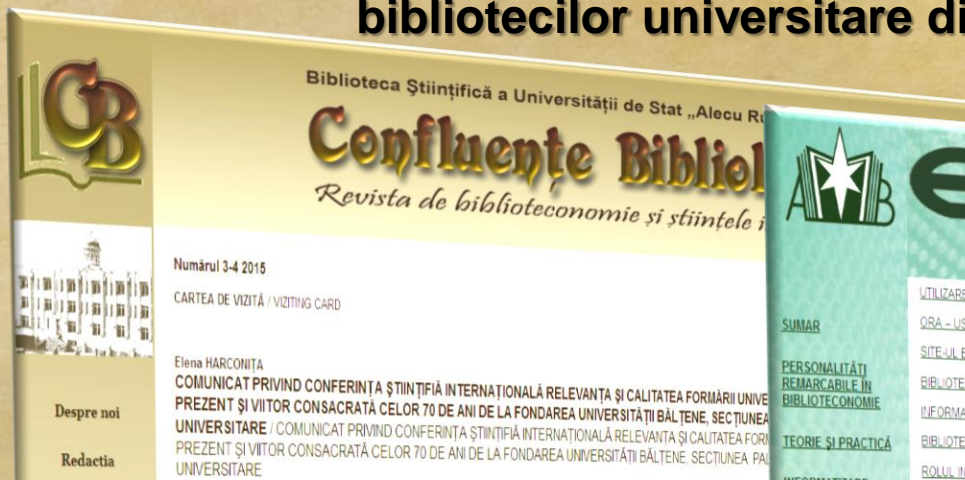 bibliotecilor universitare di
CB
Biblioteca Ştiinţifică a Universităţii de Stat „Alecu Ru
Confluenţe Bibliol
Revista de biblioteconomie şi ştiinţele i
Numărul 3-4 2015
CARTEA DE VIZITĂ / VIZITING CARD
Elena HARCONIŢA
COMUNICAT PRIVIND CONFERINŢA ŞTIINŢIFIĂ INTERNAŢIONALĂ RELEVANŢA ŞI CALITATEA FORMĂRII UNIVE
PREZENT ŞI VIITOR CONSACRATĂ CELOR 70 DE ANI DE LA FONDAREA UNIVERSITĂŢII BĂLŢENE, SECŢIUNEA
UNIVERSITARE / COMUNICAT PRIVIND CONFERINŢA ŞTIINŢIFIĂ INTERNAŢIONALĂ RELEVANŢA ŞI CALITATEA FORM
PREZENT ŞI VIITOR CONSACRATĂ CELOR 70 DE ANI DE LA FONDAREA UNIVERSITĂŢII BĂLŢENE, SECŢIUNEA PAL
UNIVERSITARE
Despre noi
Redactia
AB
SUMAR
PERSONALITĂŢI
REMARCABILE ÎN
BIBLIOTECONOMIE
TEORIE ŞI PRACTICĂ
UTILIZARE
ORA – US
SITE-UL B
BIBLIOTE
INFORMA
BIBLIOTE
ROLUL IN